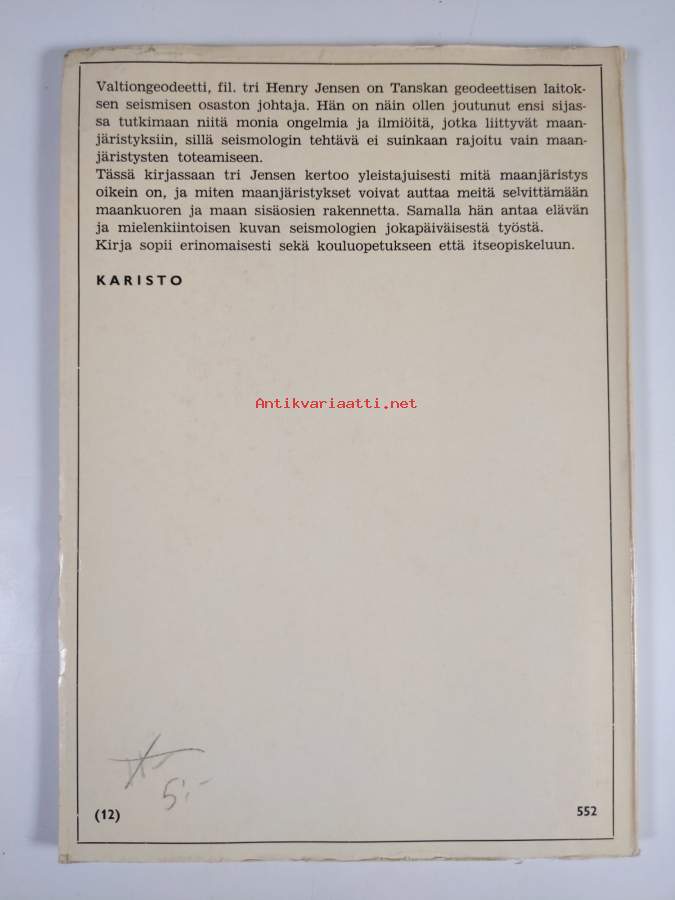 Valtiongeodeetti, fil. tri Henry Jensen on Tanskan geodeettisen laitok-
sen seismisen osaston johtaja. Hän on näin ollen joutunut ensi sijas-
sa tutkimaan niitä monia ongelmia ja ilmiöitä, jotka liittyvät maan-
järistyksiin, sillä seismologin tehtävä ei suinkaan rajoitu vain maan-
järistysten toteamiseen.
Tässä kirjassaan tri Jensen kertoo yleistajuisesti mitä maanjäristys
oikein on, ja miten maanjäristykset voivat auttaa meitä selvittämään
maankuoren ja maan sisäosien rakennetta. Samalla hän antaa elävän
ja mielenkiintoisen kuvan seismologien jokapäiväisestä työstä.
Kirja sopii erinomaisesti sekä kouluopetukseen että itseopiskeluun.
KARISTO
Antikvariaatti.net
5:-
(12) 552